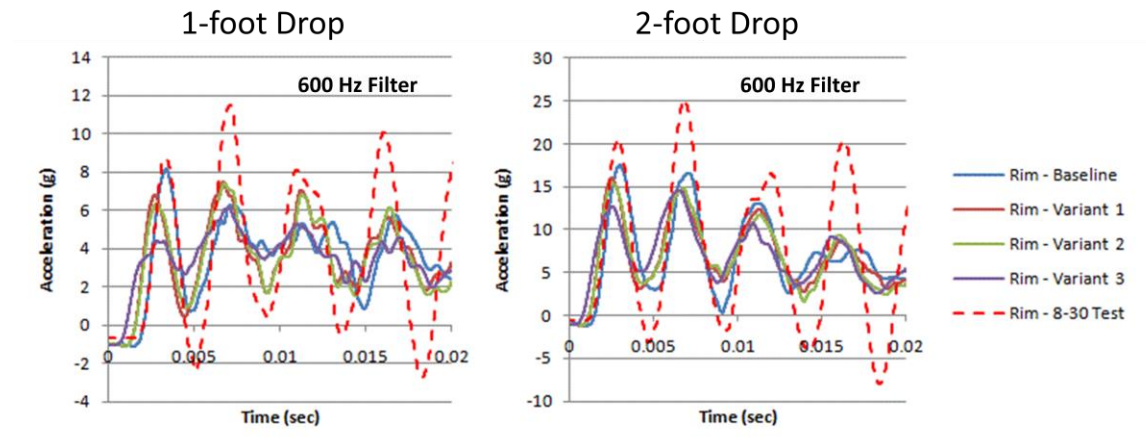 1-foot Drop
14
12
10
8
6
4
2
0
-2
-4
0
0.005
0.01
0.015
0.02
600 Hz Filter
Acceleration (g)
Time (sec)
2-foot Drop
30
25
20
15
10
5
0
-5
-10
0
0.005
0.01
0.015
0.02
600 Hz Filter
Acceleration (g)
Time (sec)
Rim - Baseline
Rim - Variant 1
Rim - Variant 2
Rim - Variant 3
Rim - 8-30 Test